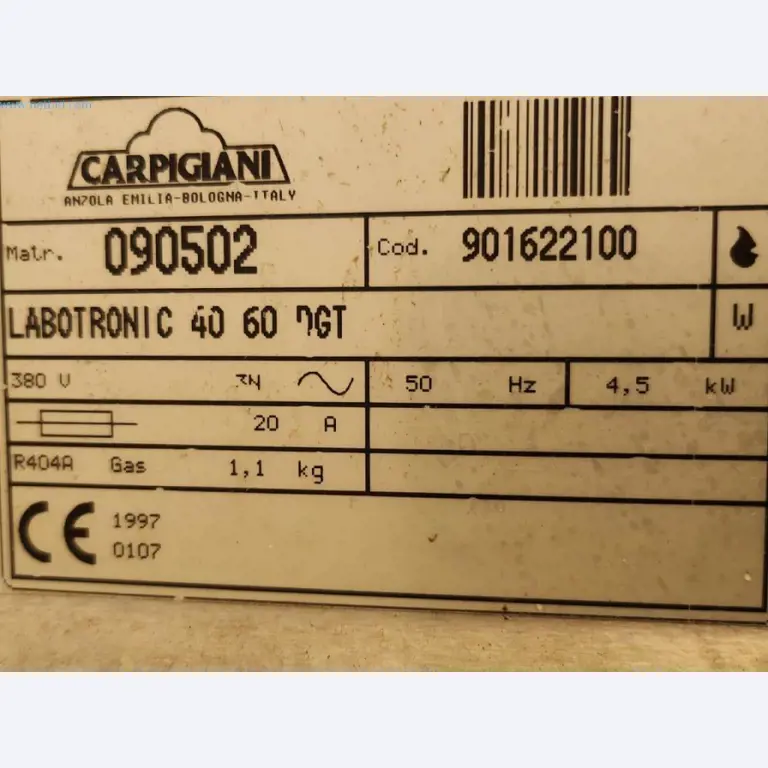 CARPIGIANI
ANZOLA EMILIA-BOLOGNA-ITALY
Matr. 090502 Cod. 901622100
LABOTRONIC 40 60 DGT W
380 V 3N 50 Hz 4,5 kW
20 A
R404A Gas 1,1 kg
CE 1997
0107